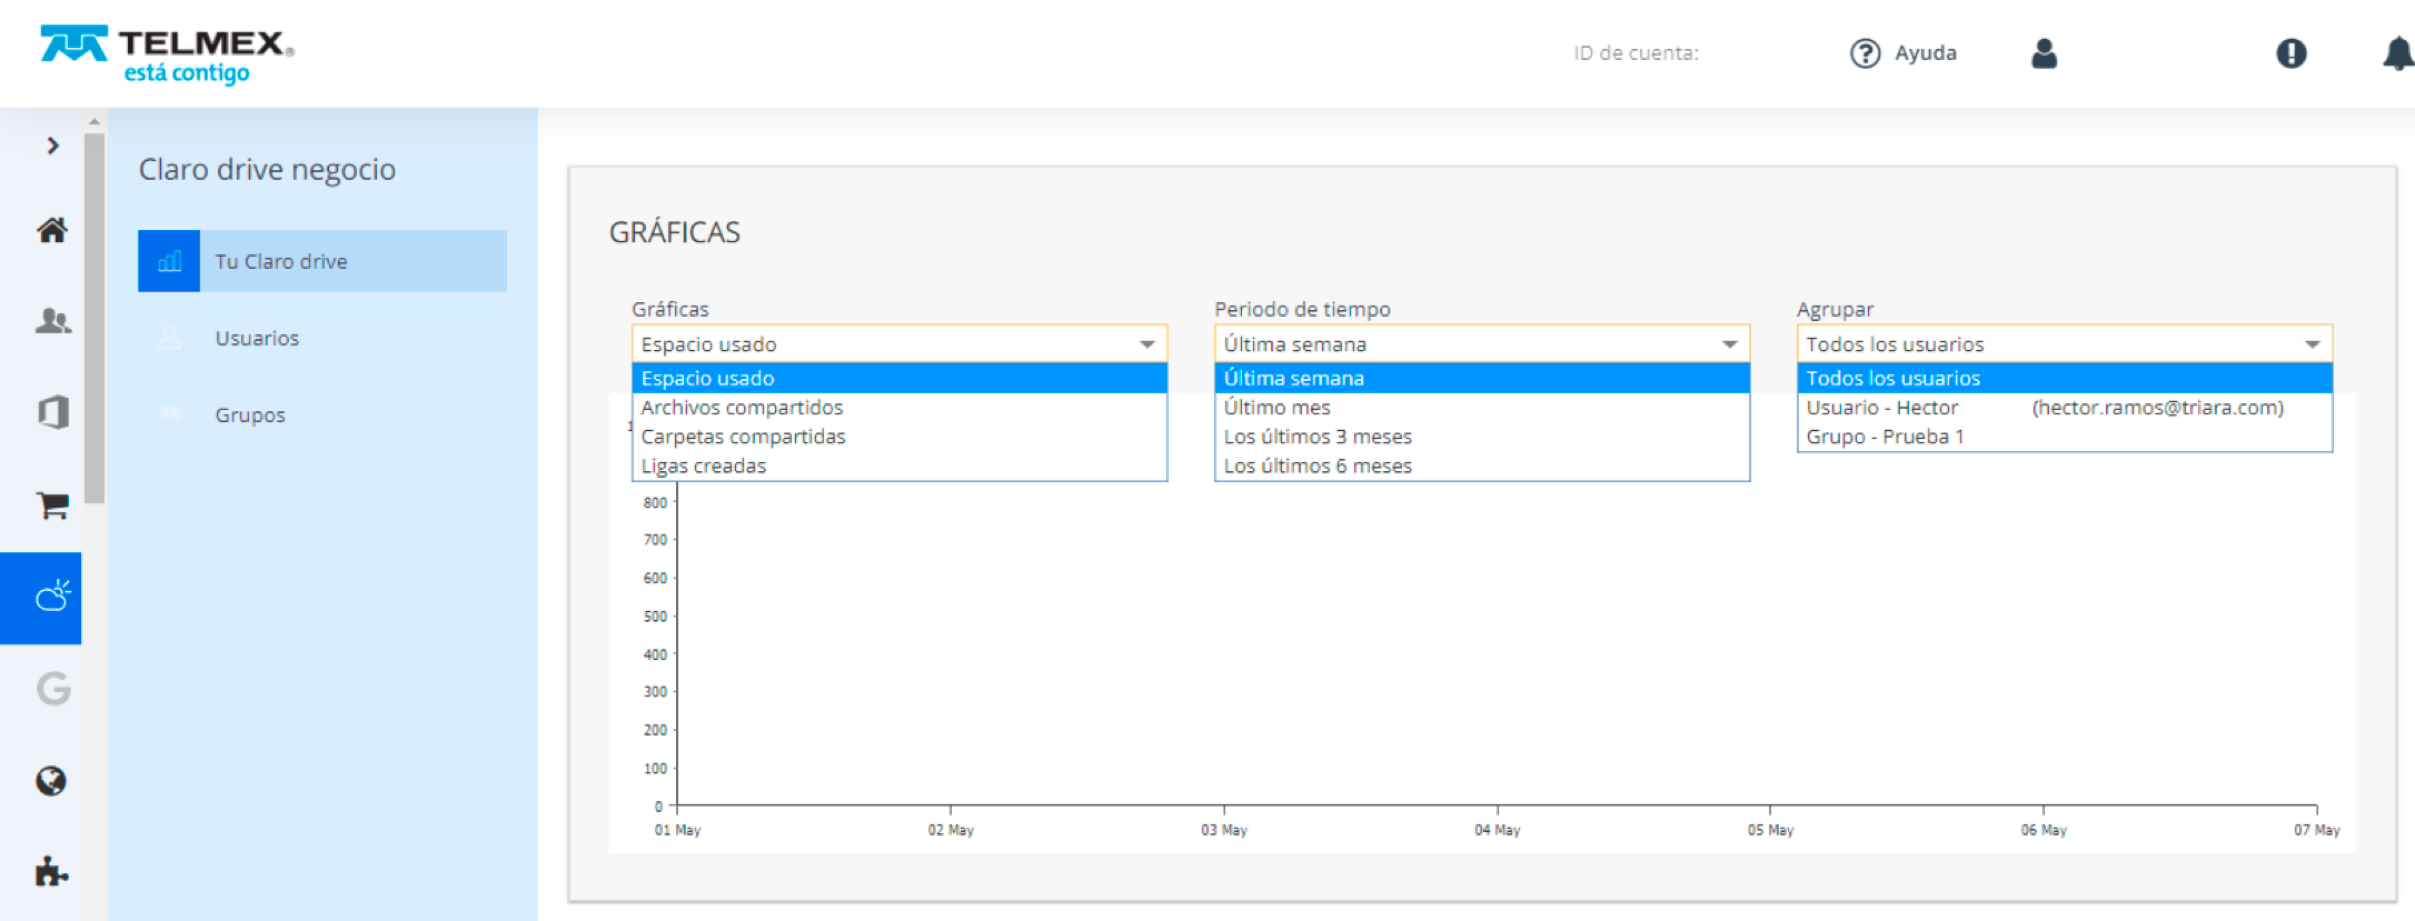 TELMEX®
está contigo
ID de cuenta:
Ayuda
Claro drive negocio
Tu Claro drive
Usuarios
Grupos
GRÁFICAS
Gráficas
Espacio usado
Espacio usado
Archivos compartidos
Carpetas compartidas
Ligas creadas
Periodo de tiempo
Última semana
Última semana
Último mes
Los últimos 3 meses
Los últimos 6 meses
Agrupar
Todos los usuarios
Todos los usuarios
Usuario - Hector (hector.ramos@triara.com)
Grupo - Prueba 1
800
700
600
500
400
300
200
100
0
01 May 02 May 03 May 04 May 05 May 06 May 07 May